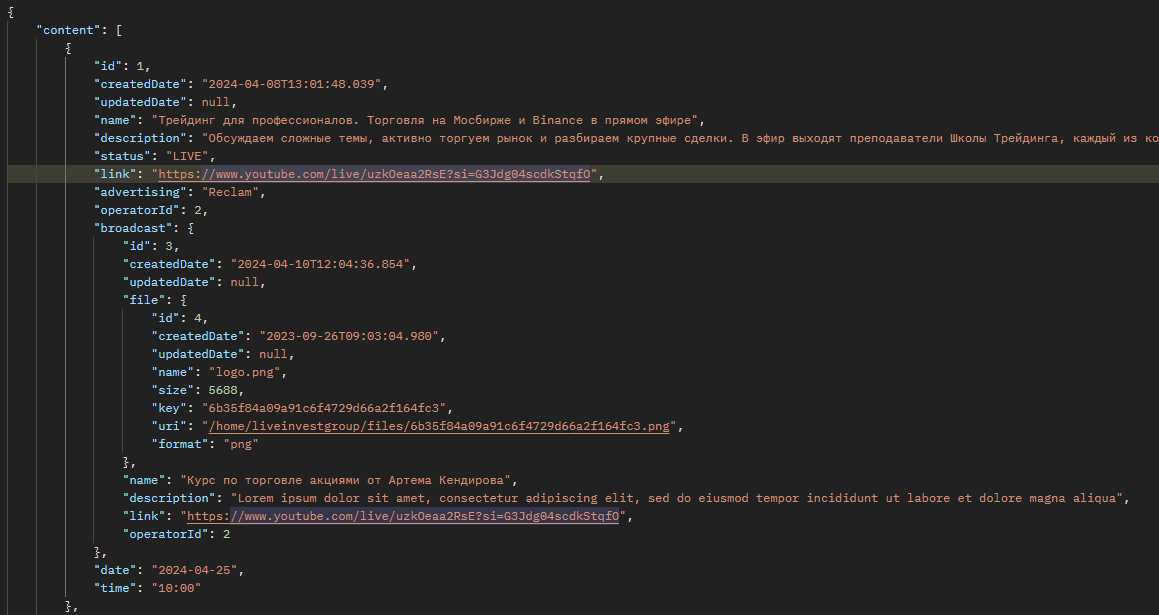 {
"content": [
{
"id": 1,
"createdDate": "2024-04-08T13:01:48.039",
"updatedDate": null,
"name": "Трейдинг для профессионалов. Торговля на Мосбирже и Binance в прямом эфире",
"description": "Обсуждаем сложные темы, активно торгуем рынок и разбираем крупные сделки. В эфир выходят преподаватели Школы Трейдинга, каждый из ко
"status": "LIVE",
"link": "https://www.youtube.com/live/uzkOeaa2RsE?si=G3Jdg04scdkStqfO",
"advertising": "Reclam",
"operatorId": 2,
"broadcast": {
"id": 3,
"createdDate": "2024-04-10T12:04:36.854",
"updatedDate": null,
"file": {
"id": 4,
"createdDate": "2023-09-26T09:03:04.980",
"updatedDate": null,
"name": "logo.png",
"size": 5688,
"key": "6b35f84a09a91c6f4729d66a2f164fc3",
"uri": "/home/liveinvestgroup/files/6b35f84a09a91c6f4729d66a2f164fc3.png",
"format": "png"
},
"name": "Курс по торговле акциями от Артема Кендирова",
"description": "Lorem ipsum dolor sit amet, consectetur adipiscing elit, sed do eiusmod tempor incididunt ut labore et dolore magna aliqua",
"link": "https://www.youtube.com/live/uzkOeaa2RsE?si=G3Jdg04scdkStqfO",
"operatorId": 2
},
"date": "2024-04-25",
"time": "10:00"
},